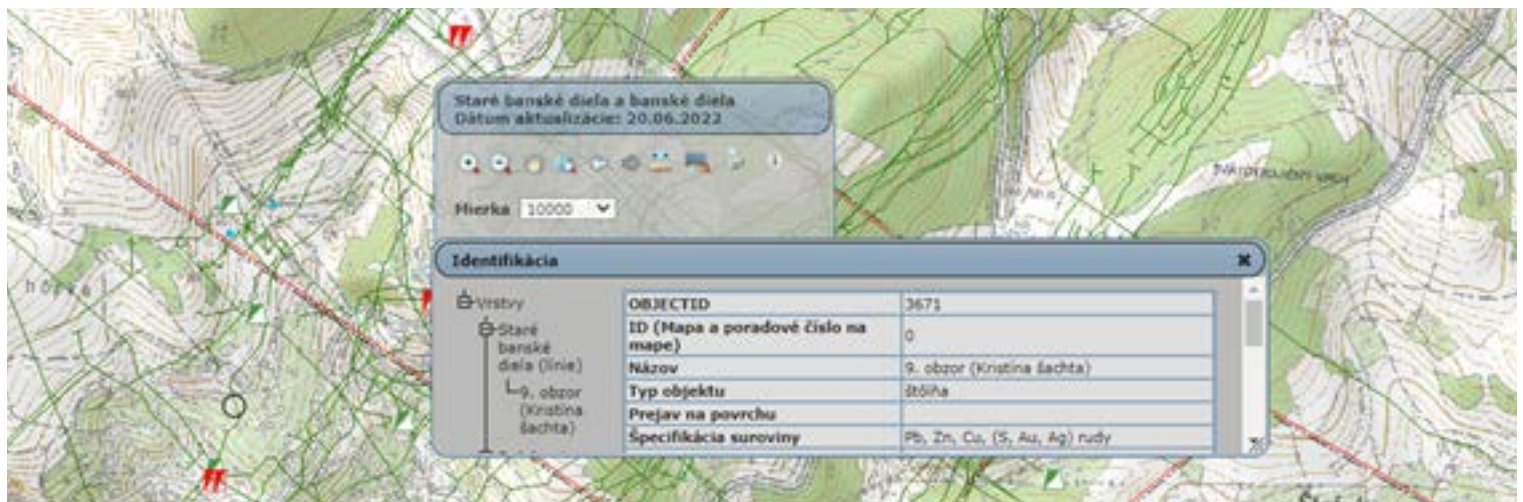 Staré banské diela a banské diela
Dátum aktualizácie: 20.06.2022
Mierka 10000
Identifikácia
Vrstvy
Staré
banské
diela (línie)
9. obzor
(Kristína
šachta)
OBJECTID 3671
ID (Mapa a poradové číslo na
mape) 0
Názov 9. obzor (Kristína šachta)
Typ objektu štôlňa
Prejav na povrchu
Špecifikácia suroviny Pb, Zn, Cu, (S, Au, Ag) rudy